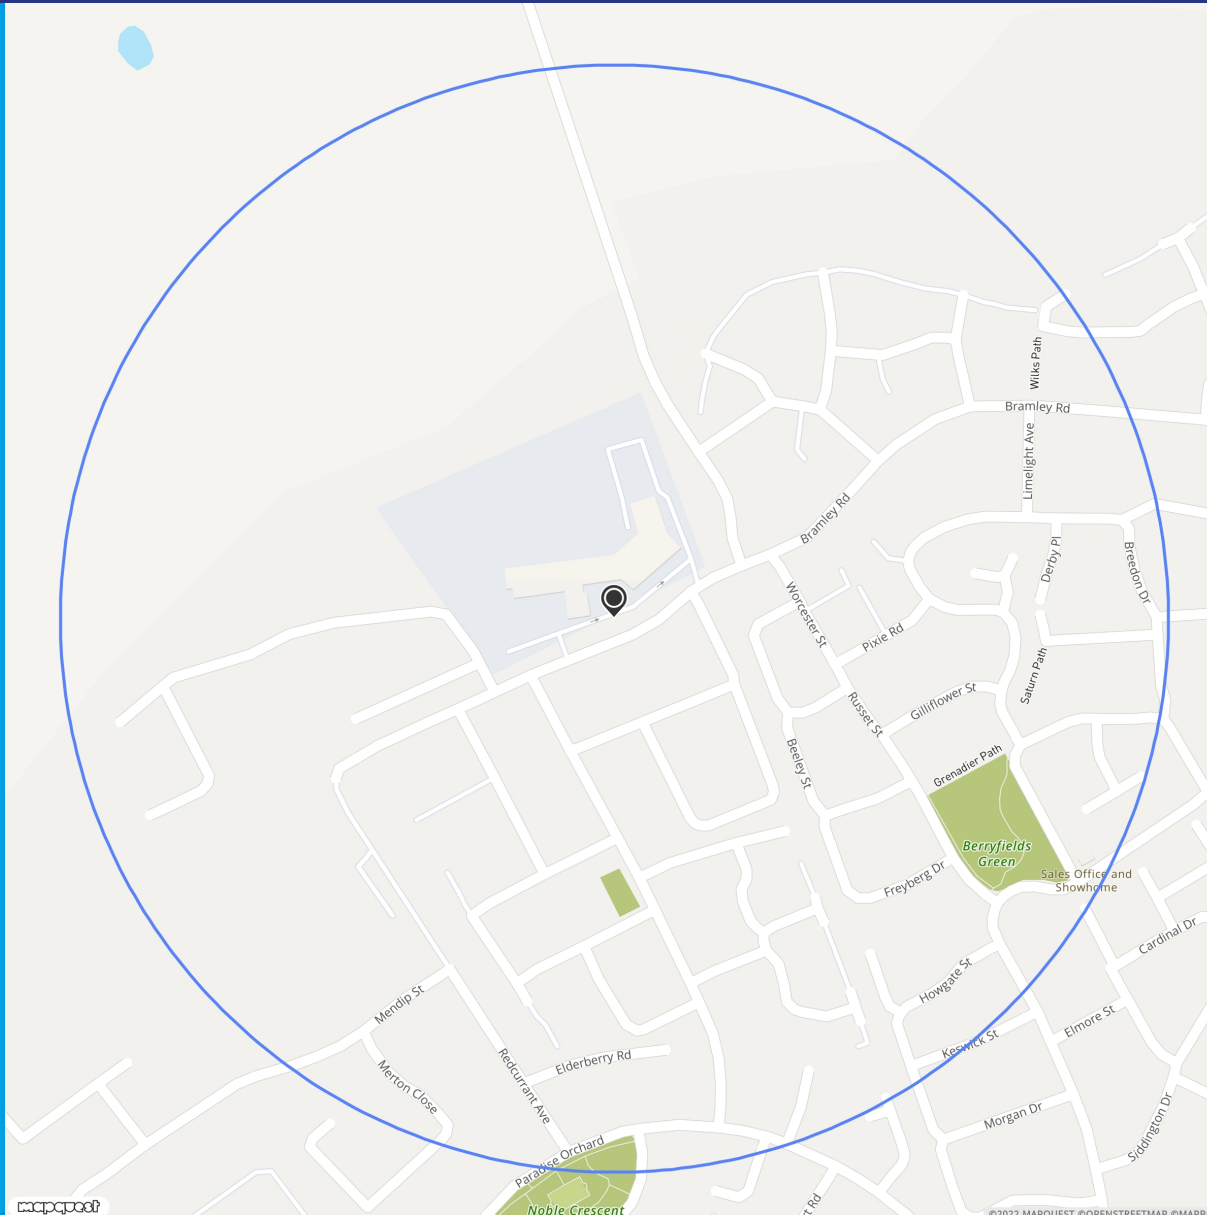 Wilks Path
Bramley Rd
Limelight Ave
Bramley Rd
Derby Pl
Breedon Dr
Worcester St
Pixie Rd
Saturn Path
Gilliflower St
Russet St
Beeley St
Grenadier Path
Berryfields
Green
Sales Office and
Showhome
Freyberg Dr
Cardinal Dr
Howgate St
Mendip St
Elmore St
Keswick St
Elderberry Rd
Redcurrant Ave
Merton Close
Morgan Dr
Siddington Dr
Paradise Orchard
Noble Crescent
Rd
mapquest
©2022 MAPQUEST ©OPENSTREETMAP